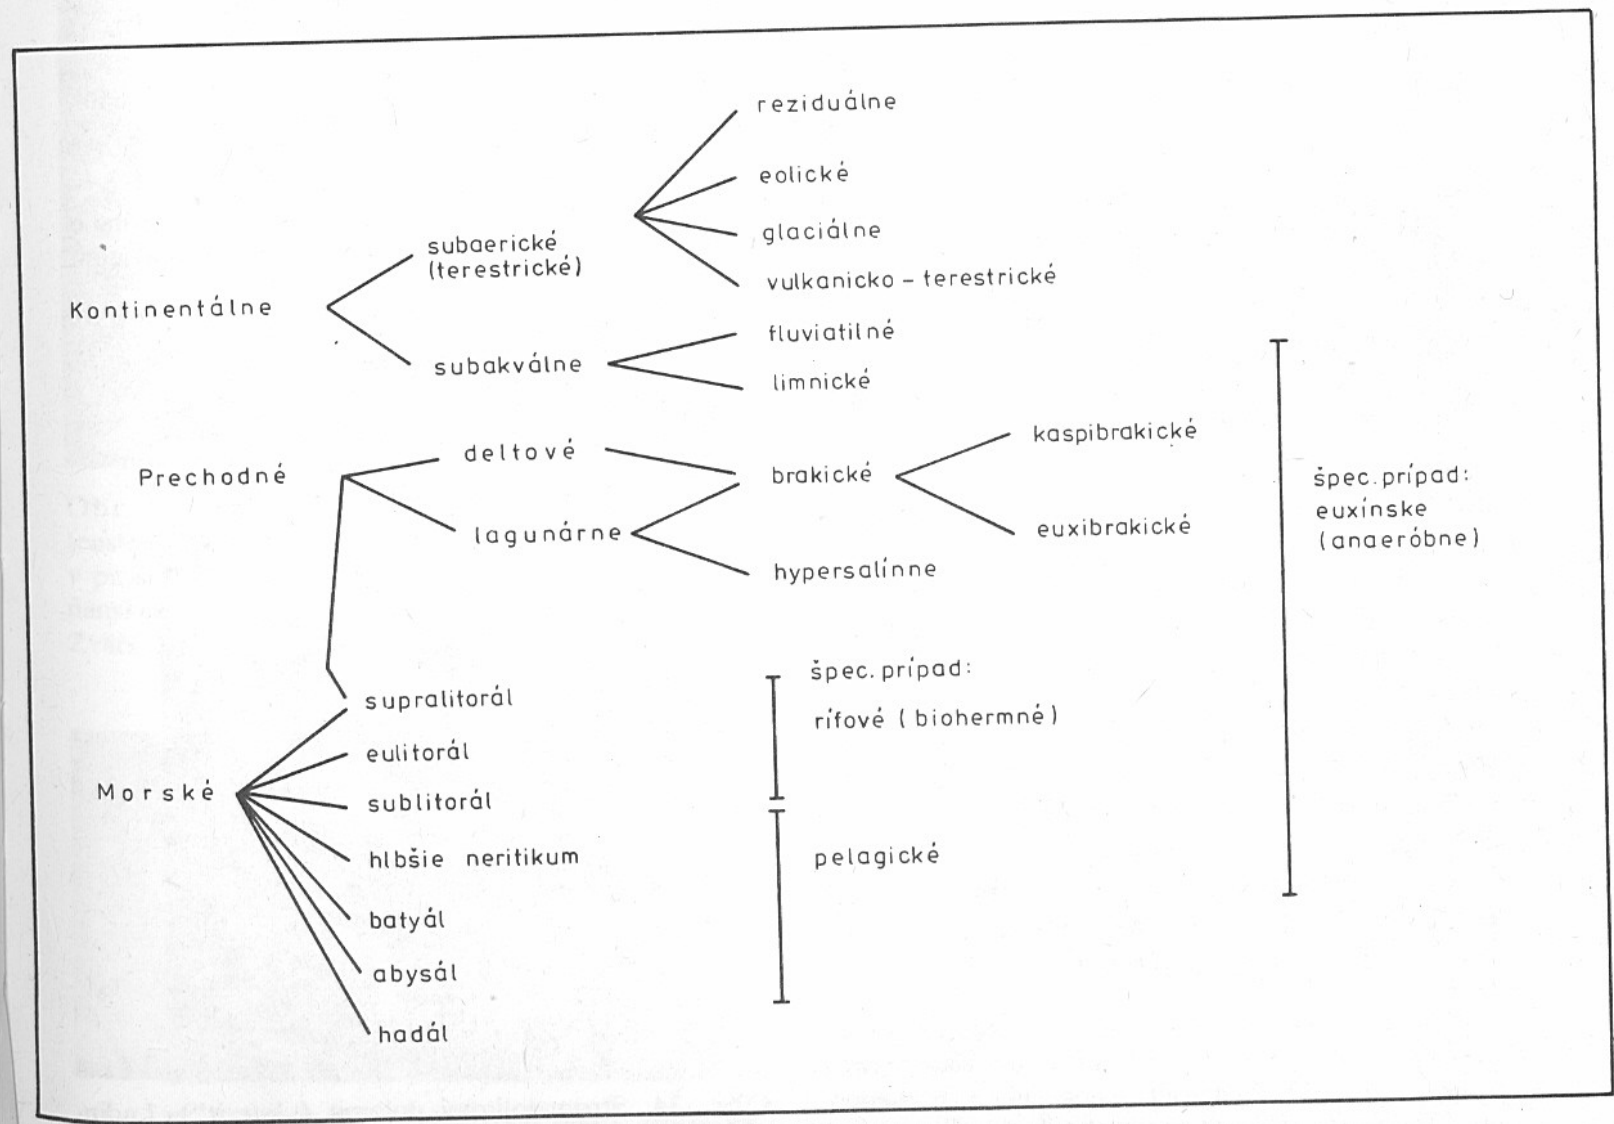 reziduálne
eolické
glaciálne
subaerické
(terestrické)
vulkanicko - terestrické
Kontinentálne
fluviatilné
subakválne
limnické
kaspibrakické
deltové
Prechodné
brakické
špec. prípad:
euxínske
(anaeróbne)
euxibrakické
lagunárne
hypersalínne
supralitorál
špec. prípad:
rífové (biohermné)
eulitorál
Morské
sublitorál
hlbšie neritikum
pelagické
batyál
abysál
hadál